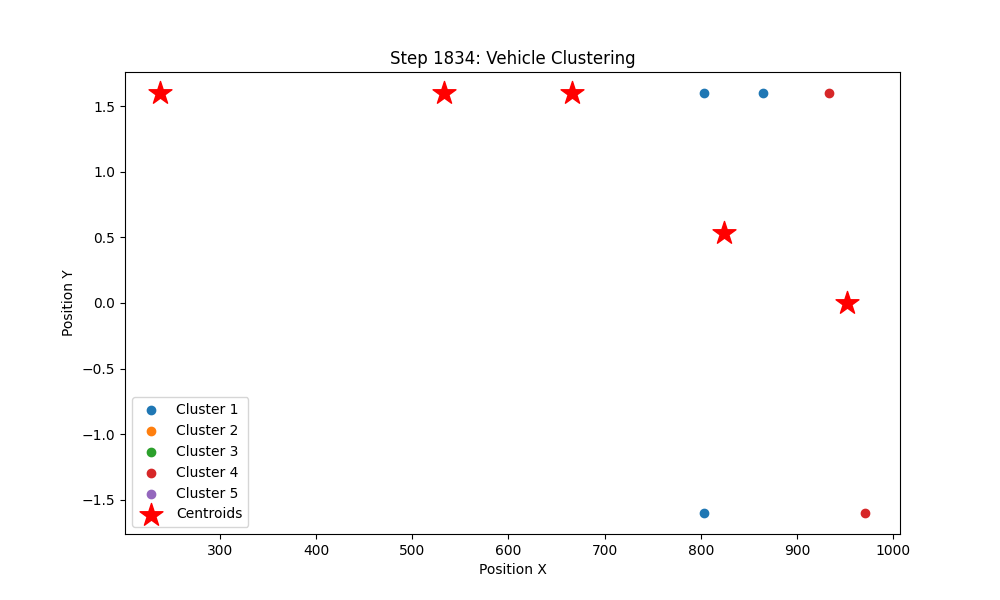 Step 1834: Vehicle Clustering
Position Y
1.5
1.0
0.5
0.0
−0.5
−1.0
−1.5
Cluster 1
Cluster 2
Cluster 3
Cluster 4
Cluster 5
Centroids
300 400 500 600 700 800 900 1000
Position X